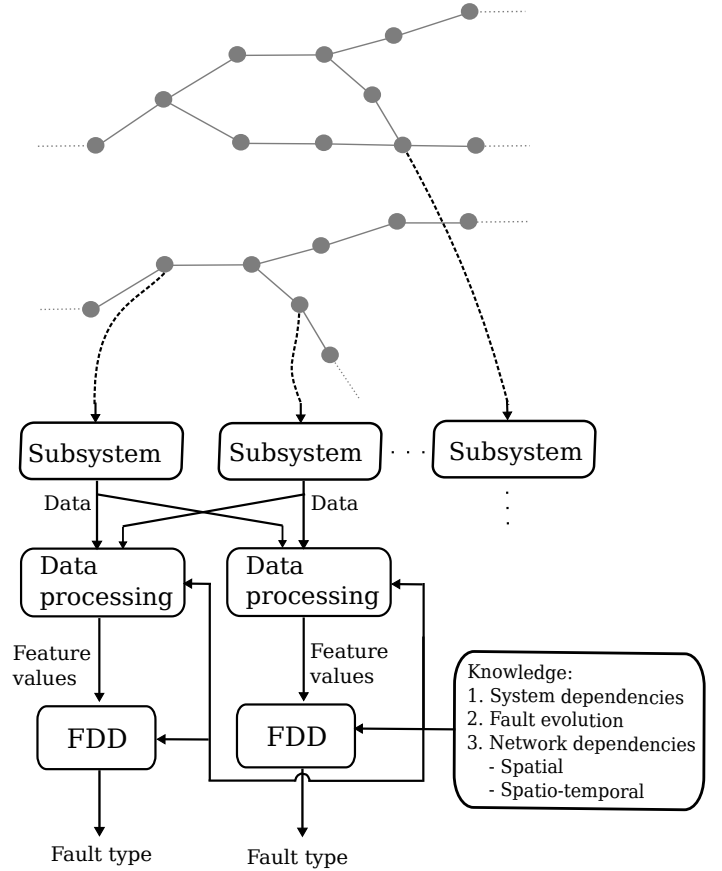 Subsystem
Subsystem
Subsystem
Data
Data
Data
processing
Data
processing
Feature
values
Feature
values
Knowledge:
1. System dependencies
2. Fault evolution
3. Network dependencies
- Spatial
- Spatio-temporal
FDD
FDD
Fault type
Fault type